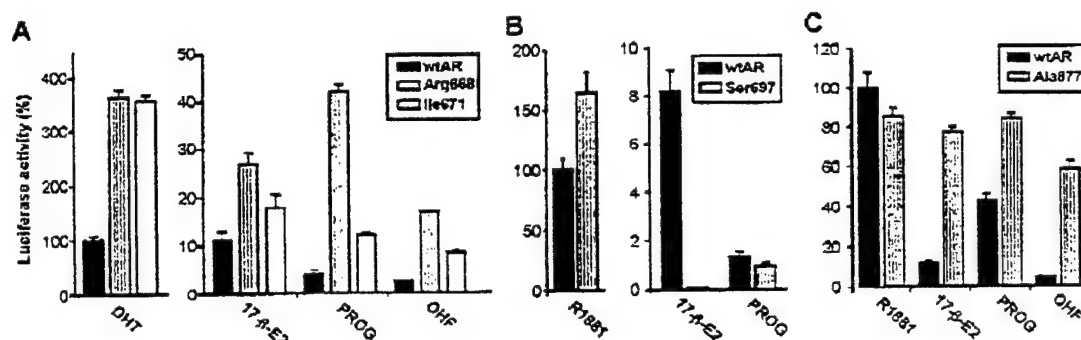 A
Luciferase activity (%)
400
300
200
100
0
DHT
50
40
30
20
10
0
wtAR
Arg668
Ile671
17-β-E2
PROG
OHF
B
200
150
100
50
0
R1881
8
6
4
2
0
wtAR
Ser697
17-β-E2
PROG
C
120
100
80
60
40
20
0
wtAR
Ala877
R1881
17-β-E2
PROG
OHF